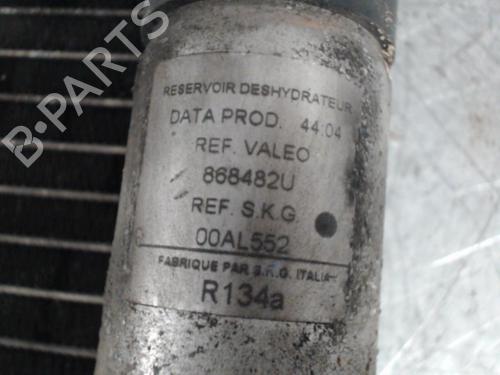 RESERVOIR DESHYDRATEUR
DATA PROD. 44:04
REF. VALEO
868482U
REF. S.K.G.
00AL552
FABRIQUE PAR S.K.G. ITALIA
R134a
B-PARTS